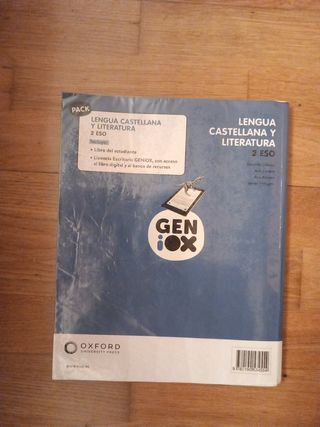 PACK
LENGUA CASTELLANA
Y LITERATURA
2 ESO
Libro del estudiante
Llicencia Escritorio GENiOX, con acceso
al libro digital y al banco de recursos
LENGUA
CASTELLANA Y
LITERATURA
2 ESO
GEN
iOX
OXFORD
UNIVERSITY PRESS